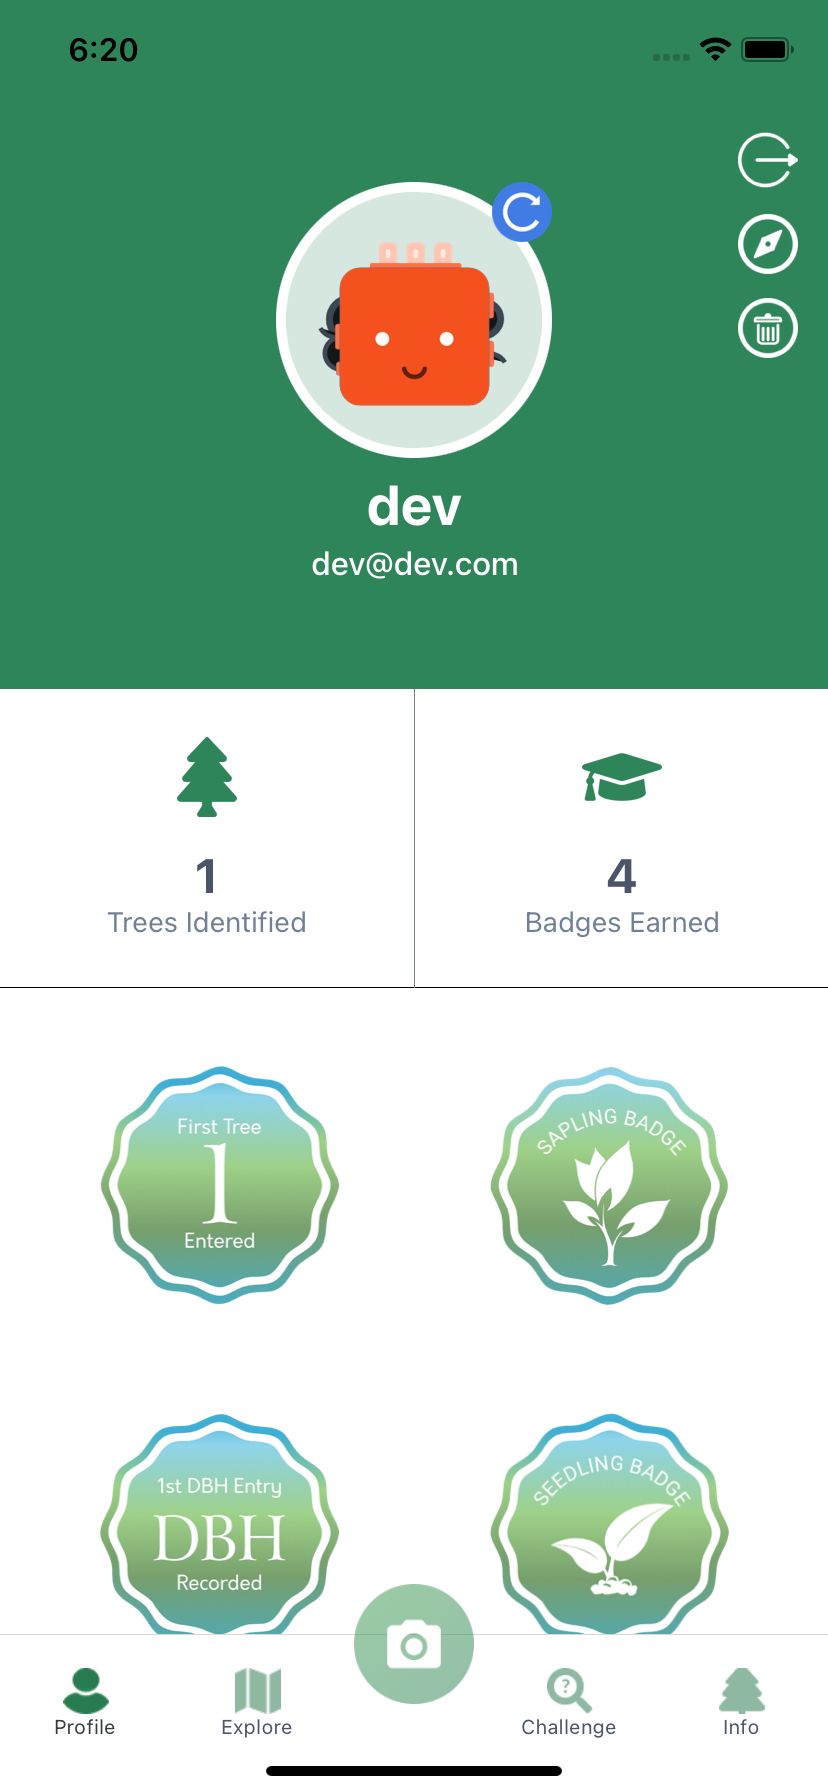 6:20
dev
dev@dev.com
1
Trees Identified
4
Badges Earned
First Tree
1
Entered
SAPLING BADGE
1st DBH Entry
DBH
Recorded
SEEDLING BADGE
?
Profile
Explore
Challenge
Info